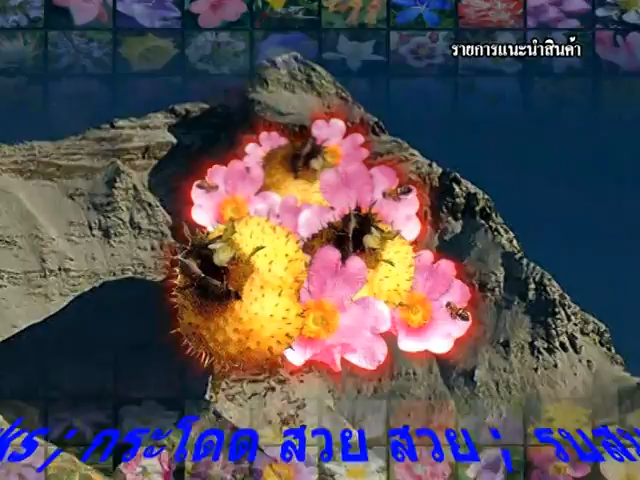 รายการแนะนำสินค้า
กระโดด สวย สวย ;